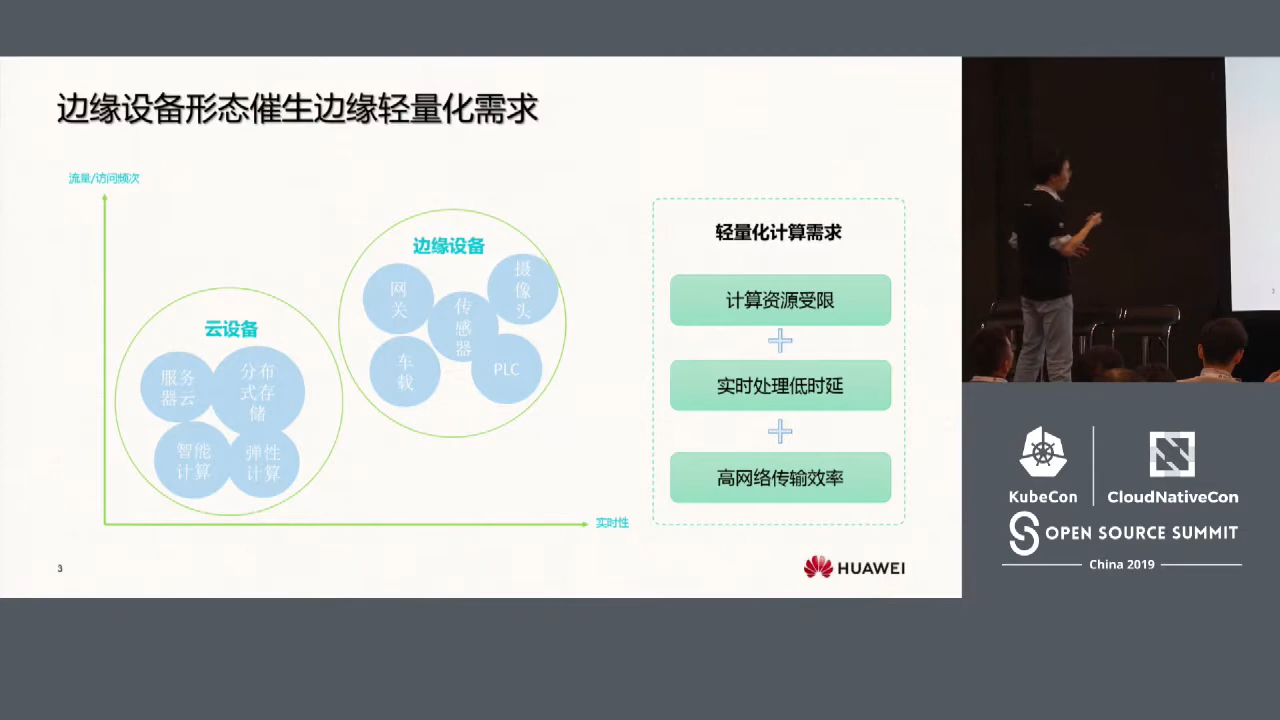 边缘设备形态催生边缘轻量化需求
流量/访问频次
云设备
服务
器云
分布
式存
储
智能
计算
弹性
计算
边缘设备
网
关
摄
像
头
传
感
器
车
载
PLC
实时性
轻量化计算需求
计算资源受限
实时处理低时延
高网络传输效率
3
HUAWEI
KubeCon
CloudNativeCon
OPEN SOURCE SUMMIT
China 2019